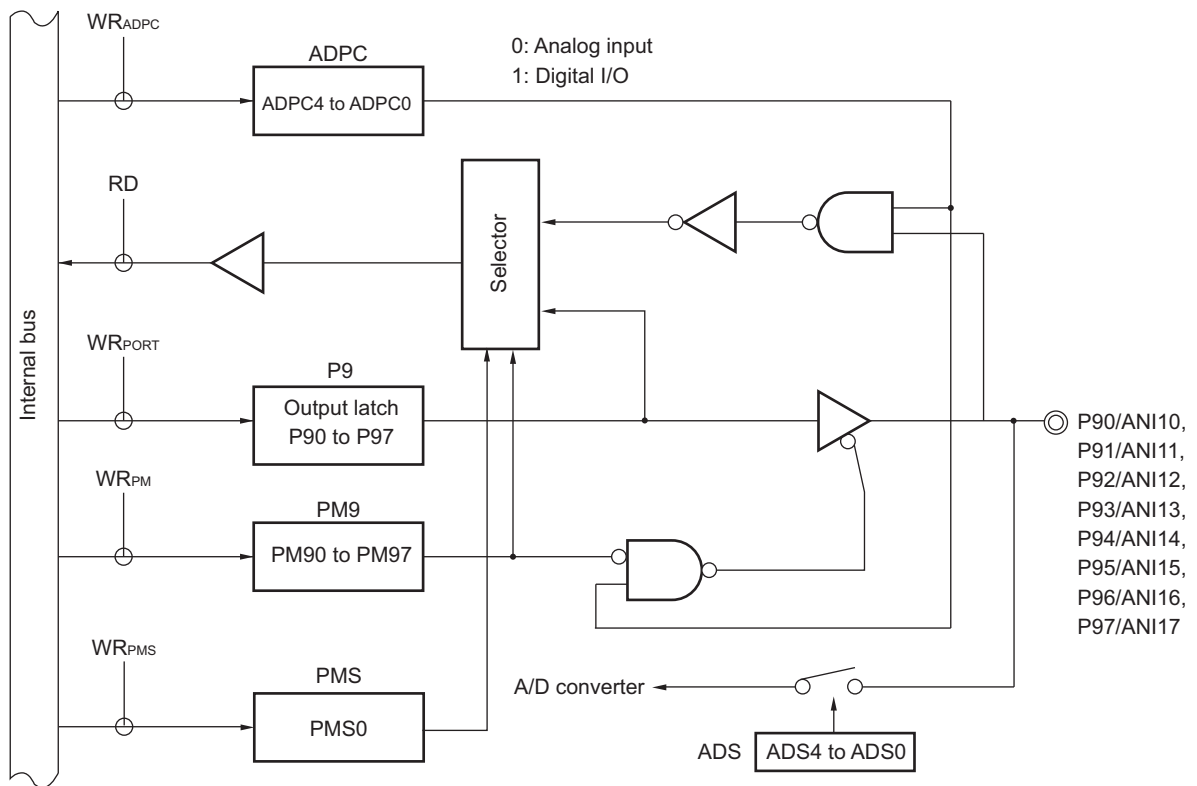 WRADPC
ADPC
ADPC4 to ADPC0
0: Analog input
1: Digital I/O
RD
Selector
Internal bus
WRPORT
P9
Output latch
P90 to P97
WRPM
PM9
PM90 to PM97
WRPMS
PMS
PMS0
P90/ANI10,
P91/ANI11,
P92/ANI12,
P93/ANI13,
P94/ANI14,
P95/ANI15,
P96/ANI16,
P97/ANI17
A/D converter
ADS
ADS4 to ADS0